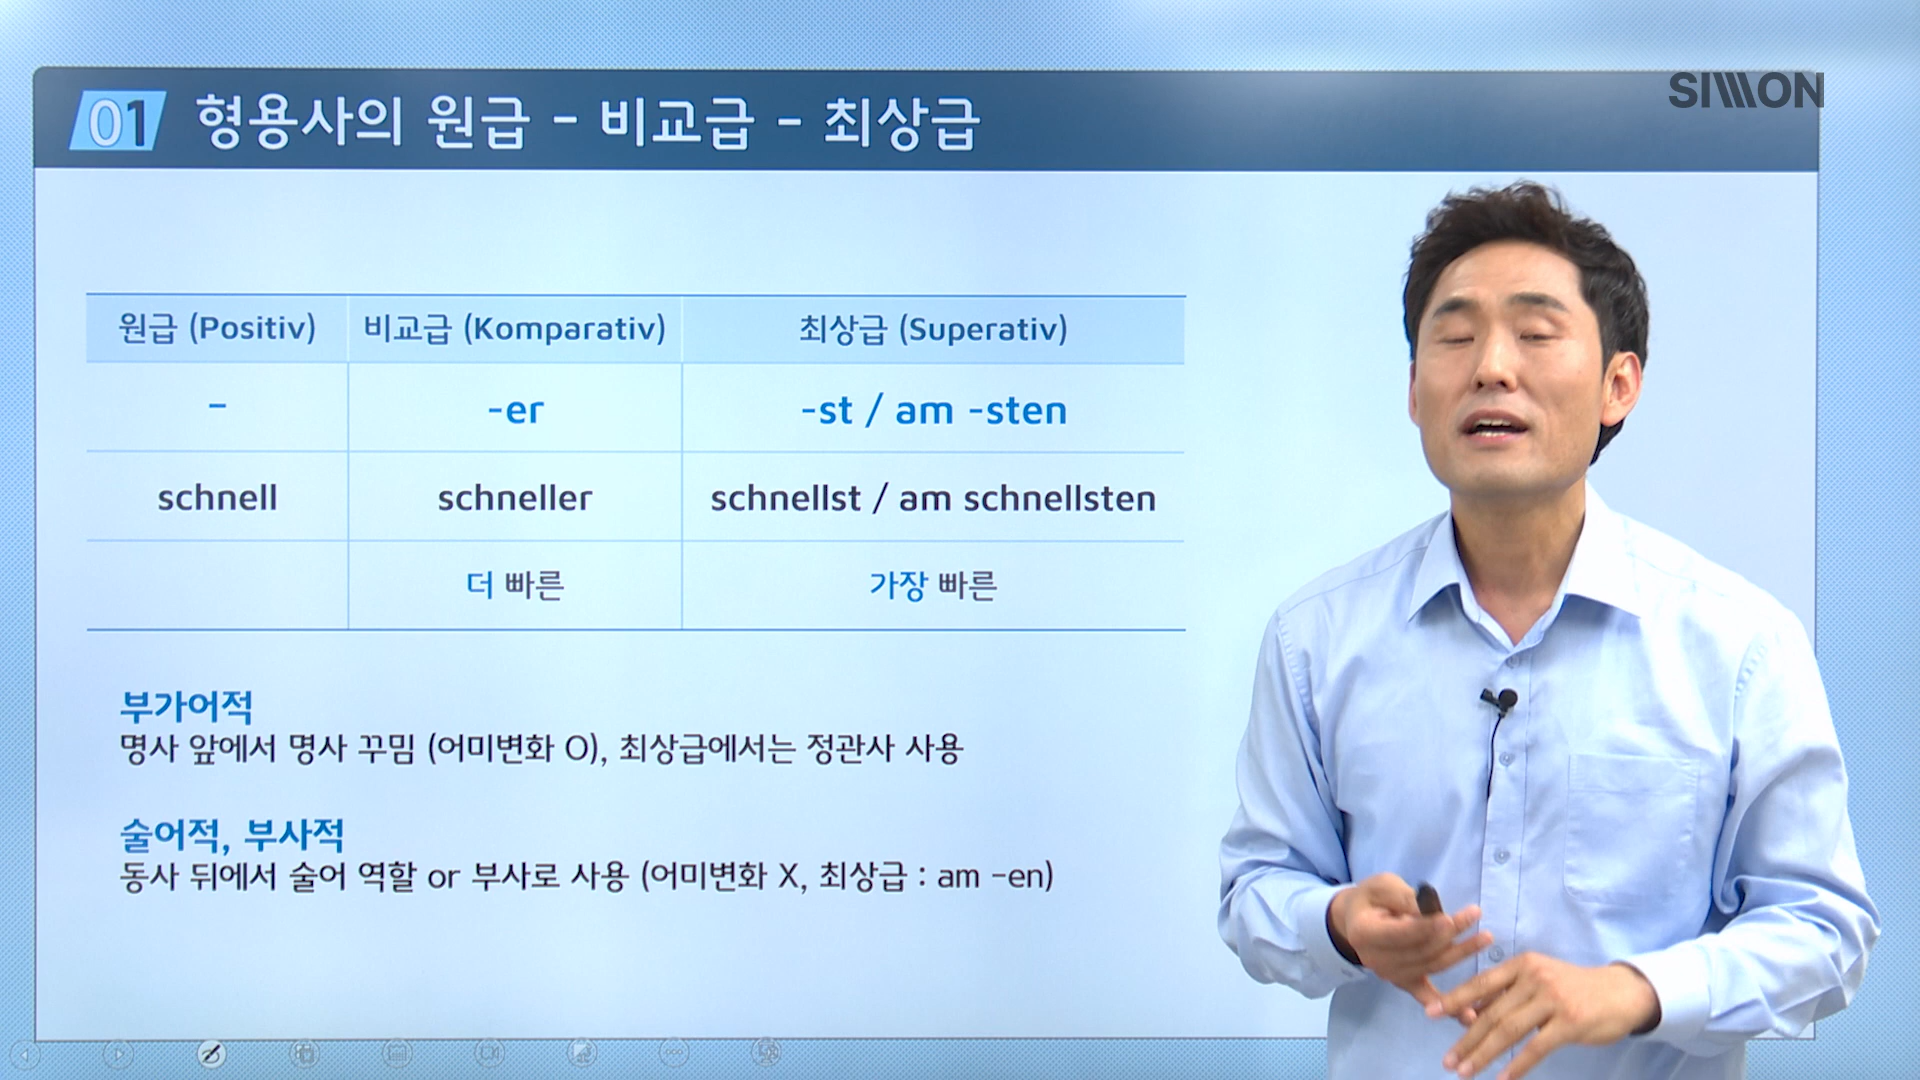 SIWON
01 형용사의 원급 - 비교급 - 최상급
원급 (Positiv) 비교급 (Komparativ) 최상급 (Superativ)
- -er -st / am -sten
schnell schneller schnellst / am schnellsten
더 빠른 가장 빠른
부가어적
명사 앞에서 명사 꾸밈 (어미변화 O), 최상급에서는 정관사 사용
술어적, 부사적
동사 뒤에서 술어 역할 or 부사로 사용 (어미변화 X, 최상급 : am -en)